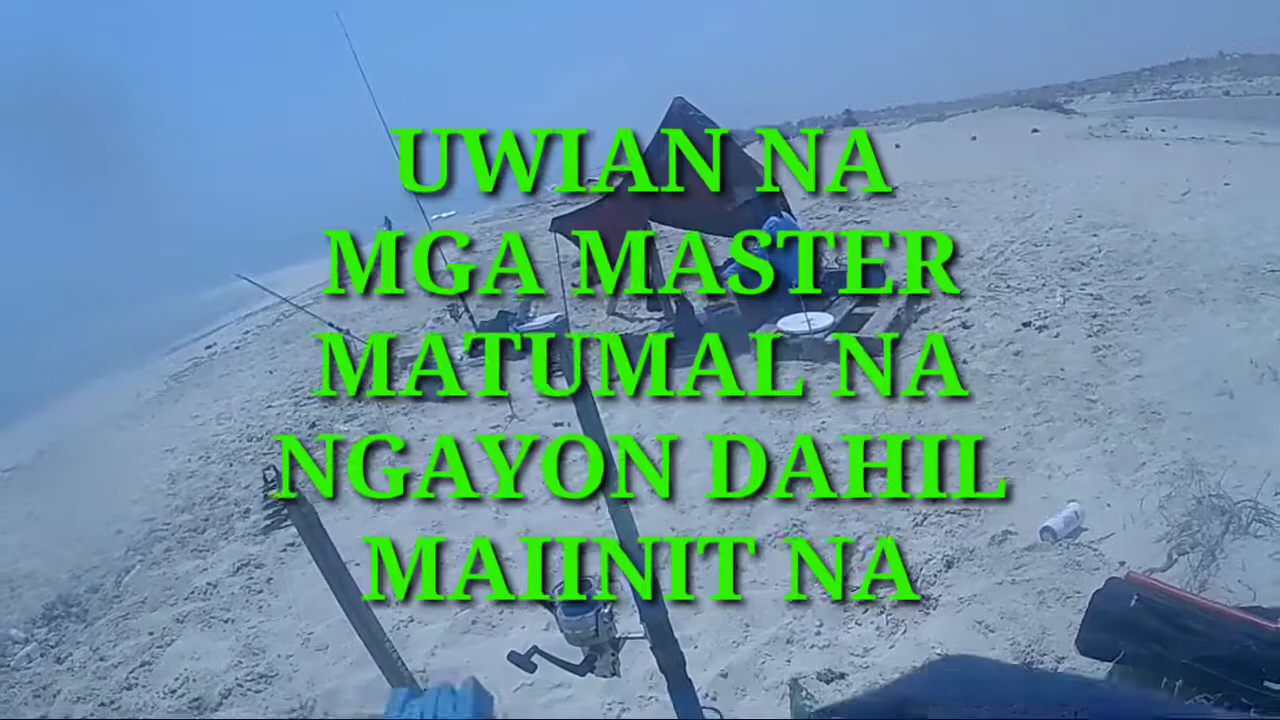 UWIAN NA
MGA MASTER
MATUMAL NA
NGAYON DAHIL
MAIINIT NA